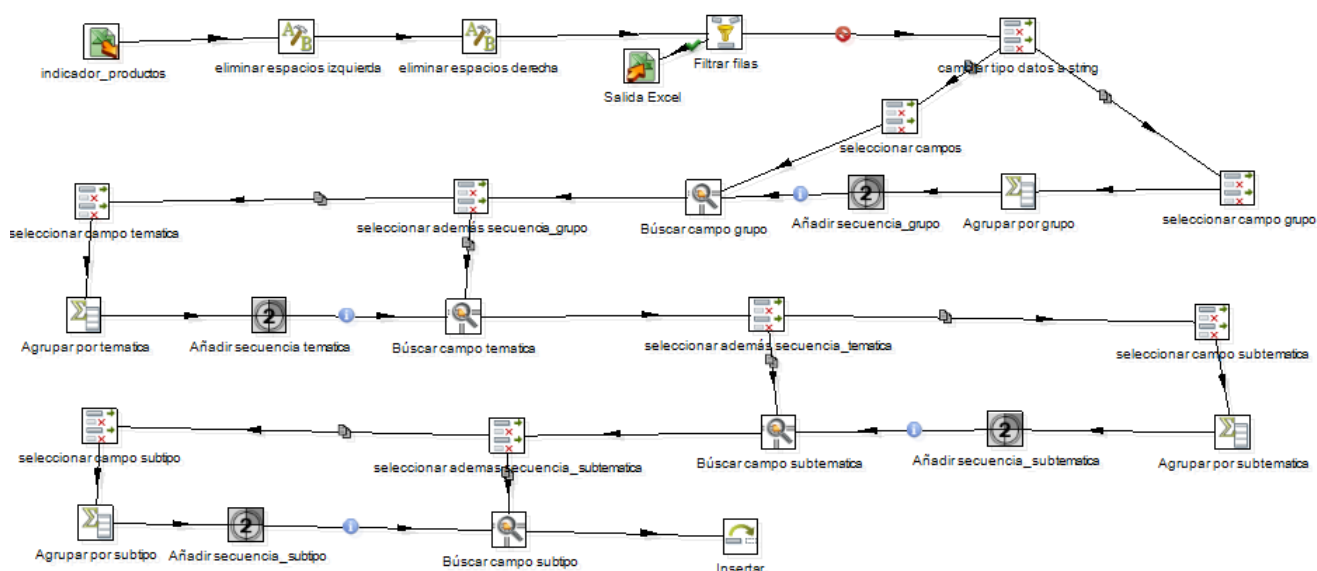 indicador_productos
eliminar espacios izquierda
eliminar espacios derecha
Salida Excel
Filtrar filas
cambiar tipo datos a string
seleccionar campos
seleccionar campo tematica
seleccionar además secuencia_grupo
Búscar campo grupo
Añadir secuencia_grupo
Agrupar por grupo
seleccionar campo grupo
Agrupar por tematica
Añadir secuencia tematica
Búscar campo tematica
seleccionar además secuencia_tematica
seleccionar campo subtematica
seleccionar campo subtipo
seleccionar ademas secuencia_subtematica
Búscar campo subtematica
Añadir secuencia_subtematica
Agrupar por subtematica
Agrupar por subtipo
Añadir secuencia_subtipo
Búscar campo subtipo
Insertar